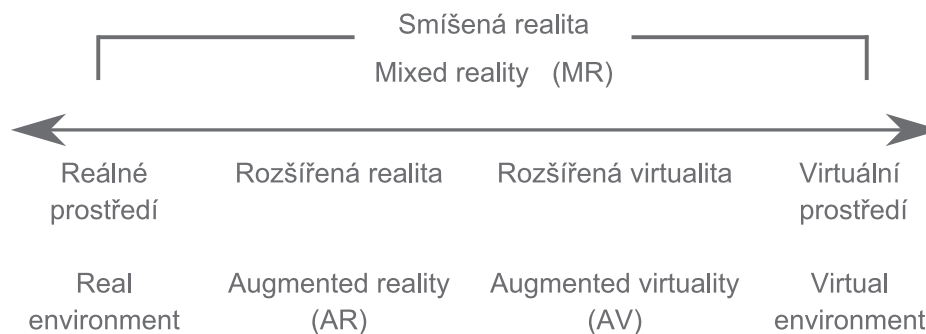 Smíšená realita
Mixed reality (MR)
Reálné
prostředí
Rozšířená realita
Rozšířená virtualita
Virtuální
prostředí
Real
environment
Augmented reality
(AR)
Augmented virtuality
(AV)
Virtual
environment